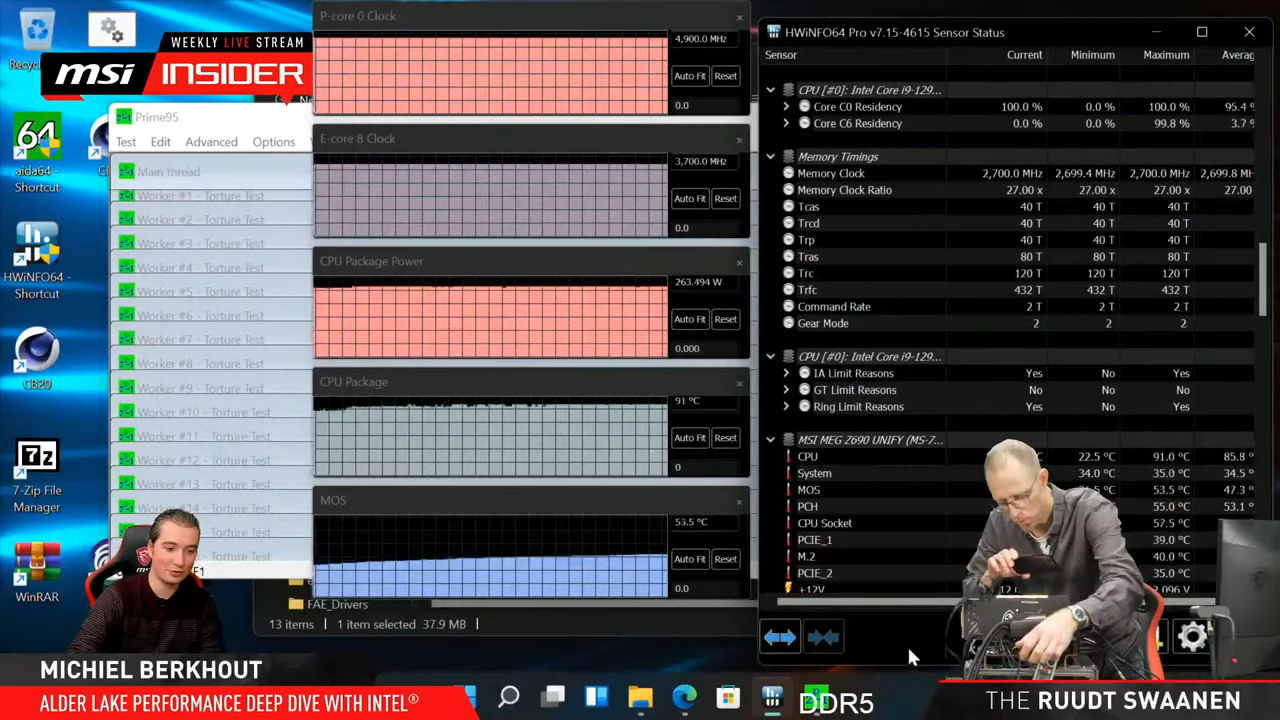 WEEKLY LIVE STREAM
msi INSIDER
aida64 -
Shortcut
HWiNFO64 -
Shortcut
CB20
7-Zip File
Manager
WinRAR
Prime95
Test Edit Advanced Options
Main thread
Worker #1 - Torture Test
Worker #2 - Torture Test
Worker #3 - Torture Test
Worker #4 - Torture Test
Worker #5 - Torture Test
Worker #6 - Torture Test
Worker #7 - Torture Test
Worker #8 - Torture Test
Worker #9 - Torture Test
Worker #10 - Torture Test
Worker #11 - Torture Test
Worker #12 - Torture Test
Worker #13 - Torture Test
Torture Test
Torture Test
Torture Test
FAE_Drivers
13 items
1 item selected 37.9 MB
P-core 0 Clock
4,900.0 MHz
Auto Fit Reset
0.0
E-core 8 Clock
3,700.0 MHz
Auto Fit Reset
0.0
CPU Package Power
263.494 W
Auto Fit Reset
0.000
CPU Package
91 °C
Auto Fit Reset
0
MOS
53.5 °C
Auto Fit Reset
0.0
HWiNFO64 Pro v7.15-4615 Sensor Status
Sensor Current Minimum Maximum Averag
CPU [#0]: Intel Core i9-129...
Core C0 Residency 100.0 % 0.0 % 100.0 % 95.4 %
Core C6 Residency 0.0 % 0.0 % 99.8 % 3.7 %
Memory Timings
Memory Clock 2,700.0 MHz 2,699.4 MHz 2,700.0 MHz 2,699.8 M
Memory Clock Ratio 27.00 x 27.00 x 27.00 x 27.00
Tcas 40 T 40 T 40 T
Trcd 40 T 40 T 40 T
Trp 40 T 40 T 40 T
Tras 80 T 80 T 80 T
Trc 120 T 120 T 120 T
Trfc 432 T 432 T 432 T
Command Rate 2 T 2 T 2 T
Gear Mode 2 2 2
CPU [#0]: Intel Core i9-129...
IA Limit Reasons Yes No Yes
GT Limit Reasons No No No
Ring Limit Reasons Yes No Yes
MSI MEG Z690 UNIFY (MS-7...
CPU 22.5 °C 91.0 °C 85.8
System 34.0 °C 35.0 °C 34.5
MOS 53.5 °C 47.3
PCH 55.0 °C 53.1
CPU Socket 57.5 °C
PCIE_1 39.0 °C
M.2 40.0 °C
PCIE_2 35.0 °C
+12V
DDR5
MICHIEL BERKHOUT
ALDER LAKE PERFORMANCE DEEP DIVE WITH INTEL®
THE RUUDT SWAANEN